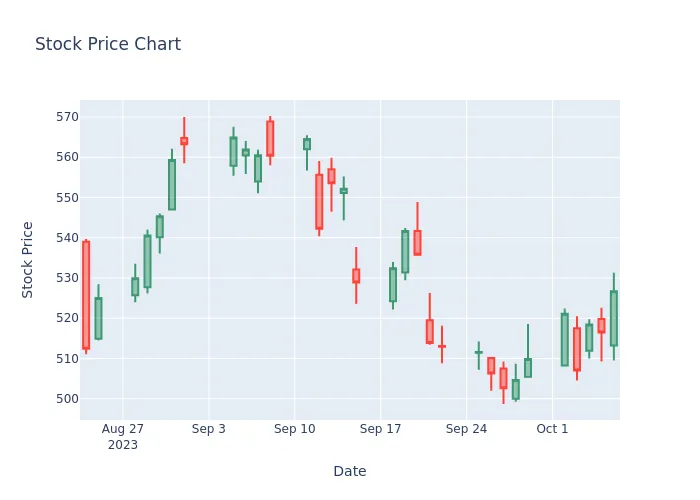 Stock Price Chart
Stock Price
570
560
550
540
530
520
510
500
Aug 27
2023
Sep 3
Sep 10
Sep 17
Sep 24
Oct 1
Date